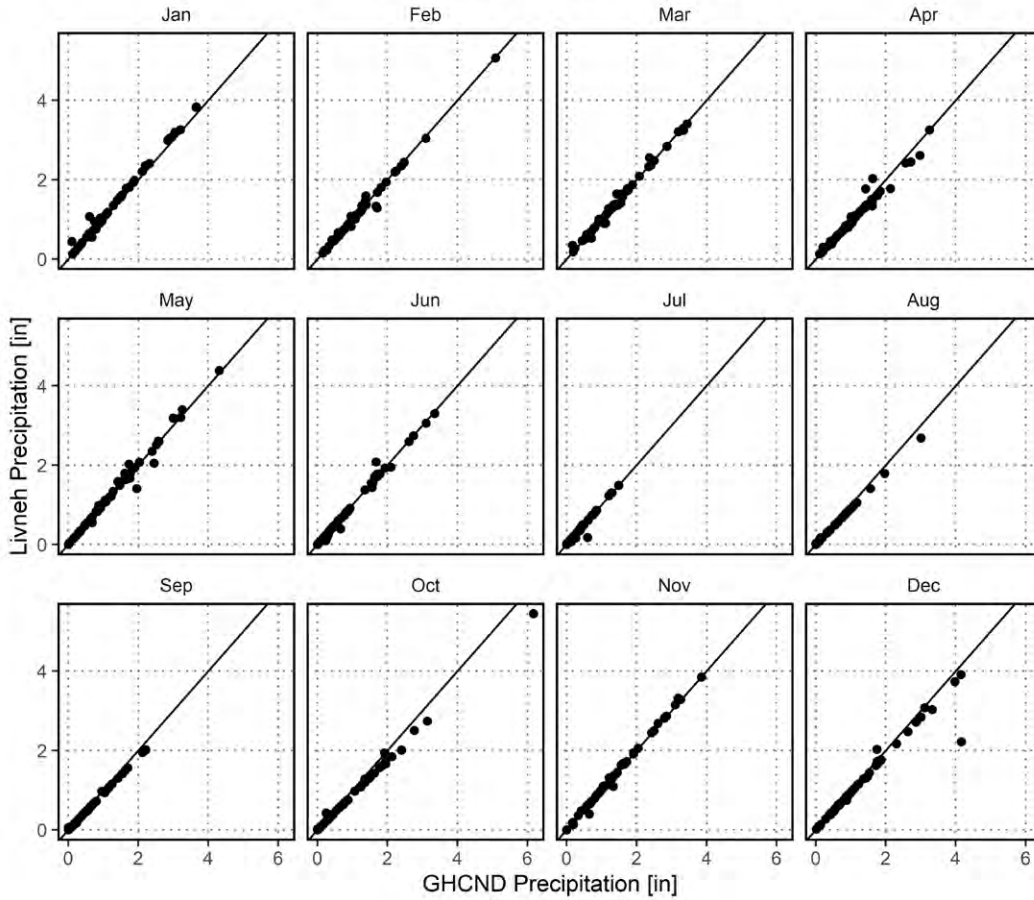 Jan Feb Mar Apr
4
2
0
May Jun Jul Aug
Livneh Precipitation [in]
4
2
0
Sep Oct Nov Dec
4
2
0
0 2 4 6 0 2 4 6 0 2 4 6 0 2 4 6
GHCND Precipitation [in]